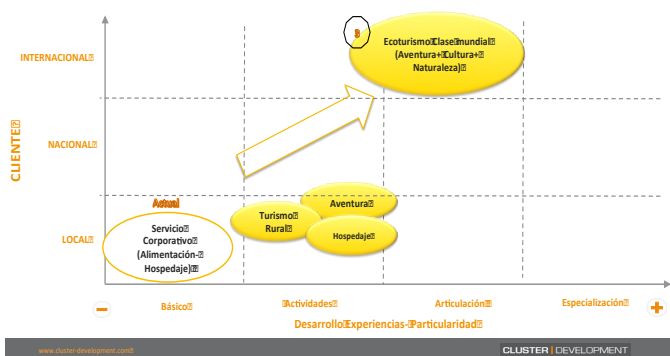 3
Ecoturismo Clase mundial
(Aventura+ Cultura+
Naturaleza)
INTERNACIONAL
CLIENTE
NACIONAL
Actual
Aventura
Turismo
Rural
Servicio
Corporativo
(Alimentación-
Hospedaje)
Hospedaje
LOCAL
Básico
Actividades
Articulación
Especialización
Desarrollo Experiencias- Particularidad
www.cluster-development.com
CLUSTER | DEVELOPMENT